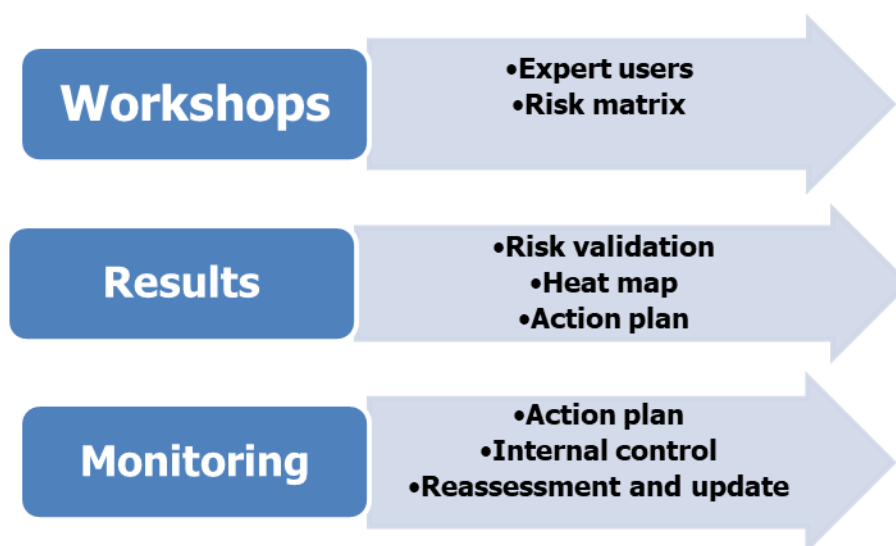 Workshops
•Expert users
•Risk matrix
Results
•Risk validation
•Heat map
•Action plan
Monitoring
•Action plan
•Internal control
•Reassessment and update